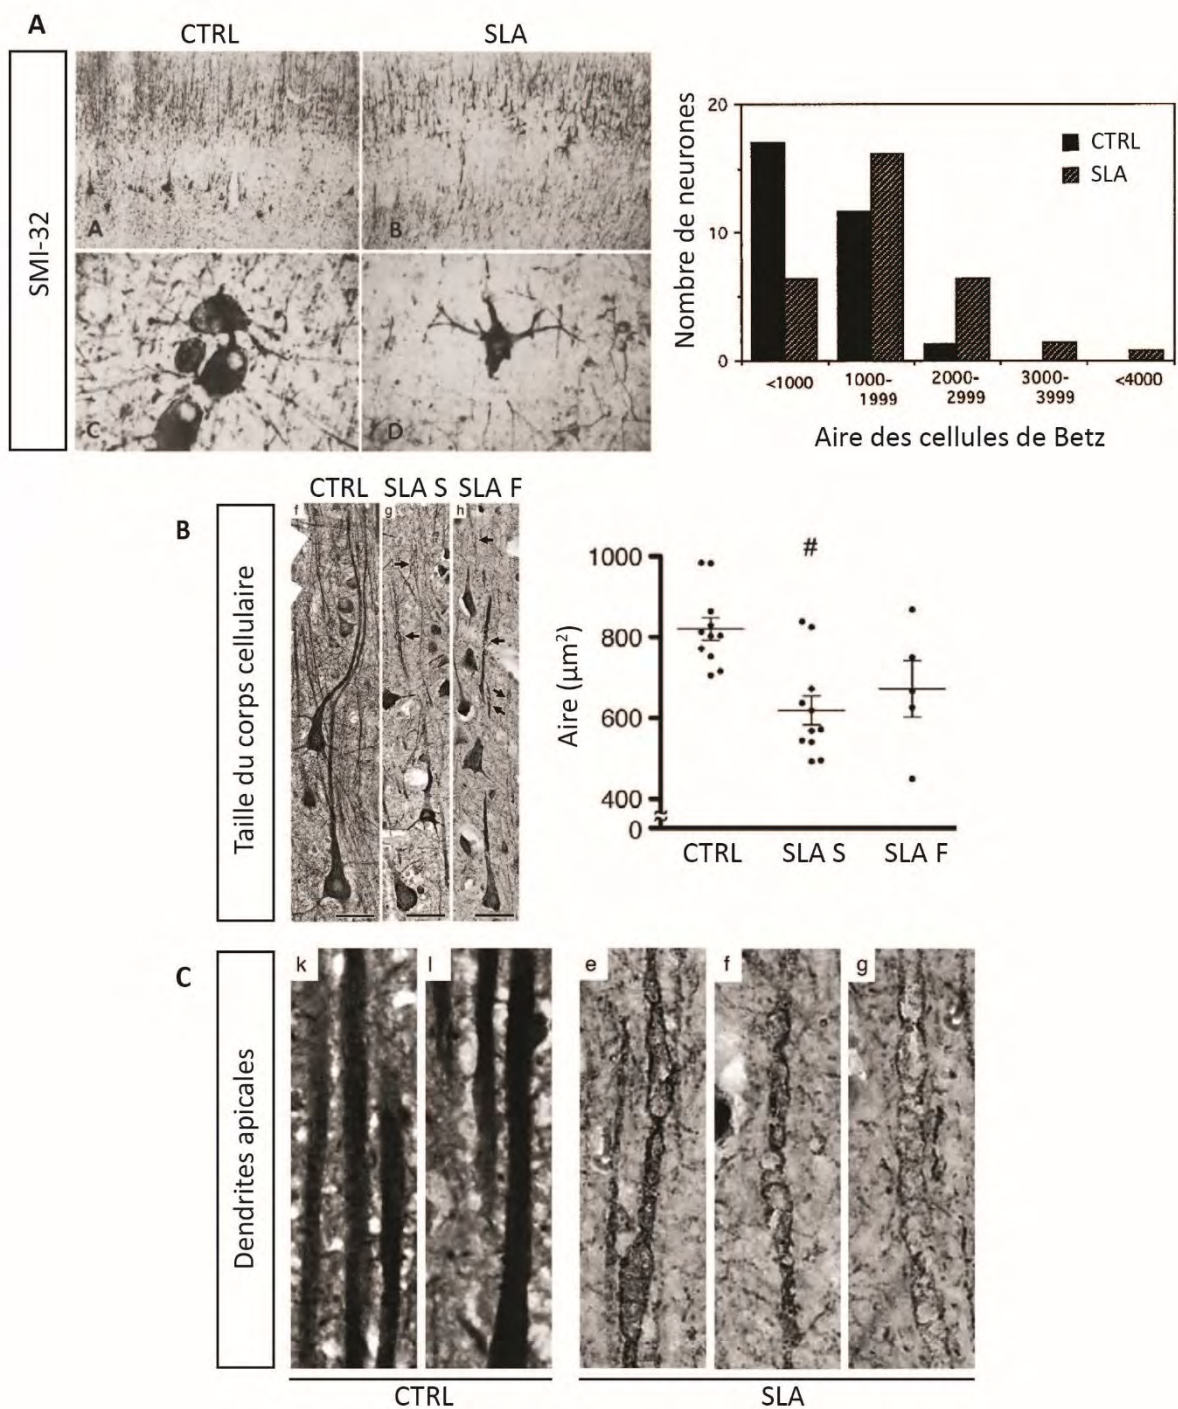 A
CTRL
SLA
SMI-32
A
B
C
D
Nombre de neurones
20
10
0
CTRL
SLA
<1000
1000-
1999
2000-
2999
3000-
3999
<4000
Aire des cellules de Betz
B
CTRL
SLA S
SLA F
Taille du corps cellulaire
f
g
h
Aire (µm²)
1000
800
600
400
0
#
CTRL
SLA S
SLA F
C
Dendrites apicales
k
l
e
f
g
CTRL
SLA